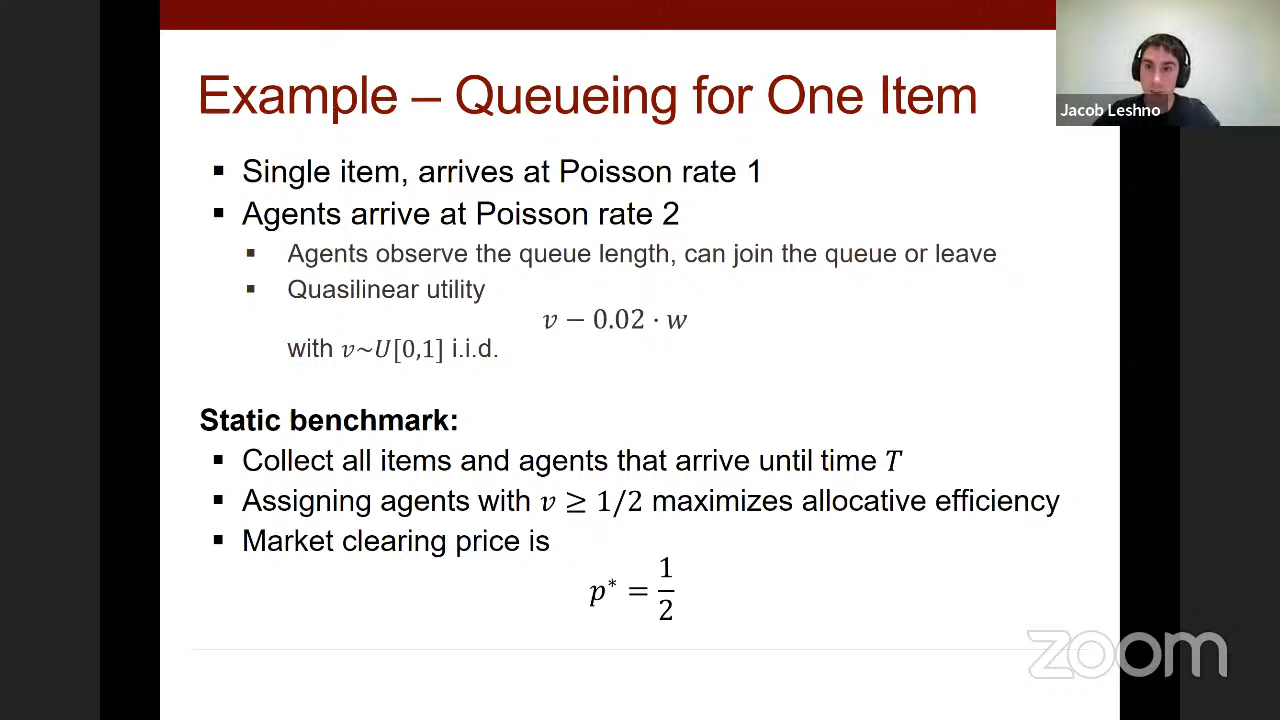 Example – Queueing for One Item
Jacob Leshno
▪ Single item, arrives at Poisson rate 1
▪ Agents arrive at Poisson rate 2
▪ Agents observe the queue length, can join the queue or leave
▪ Quasilinear utility
𝑣 − 0.02 · 𝑤
with 𝑣~𝑈[0,1] i.i.d.
Static benchmark:
▪ Collect all items and agents that arrive until time 𝑇
▪ Assigning agents with 𝑣 ≥ 1/2 maximizes allocative efficiency
▪ Market clearing price is
𝑝* = 1/2
zoom